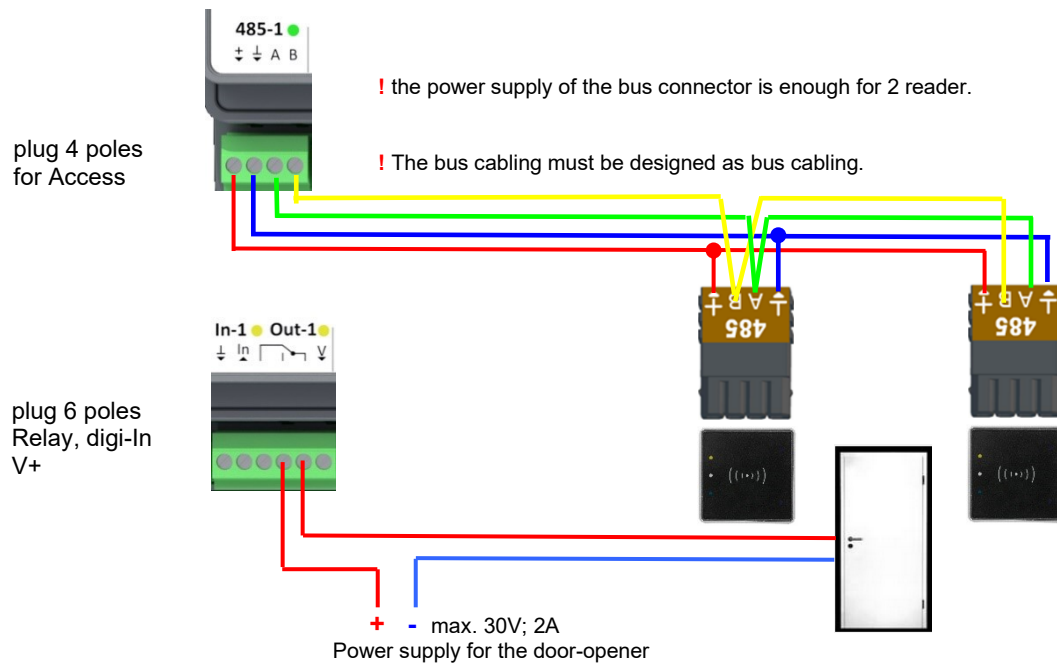 485-1
+ ⏚ A B
! the power supply of the bus connector is enough for 2 reader.
plug 4 poles
for Access
! The bus cabling must be designed as bus cabling.
+ B A ⏚
485
+ B A ⏚
485
In-1 Out-1
⏚ In V
plug 6 poles
Relay, digi-In
V+
+ - max. 30V; 2A
Power supply for the door-opener